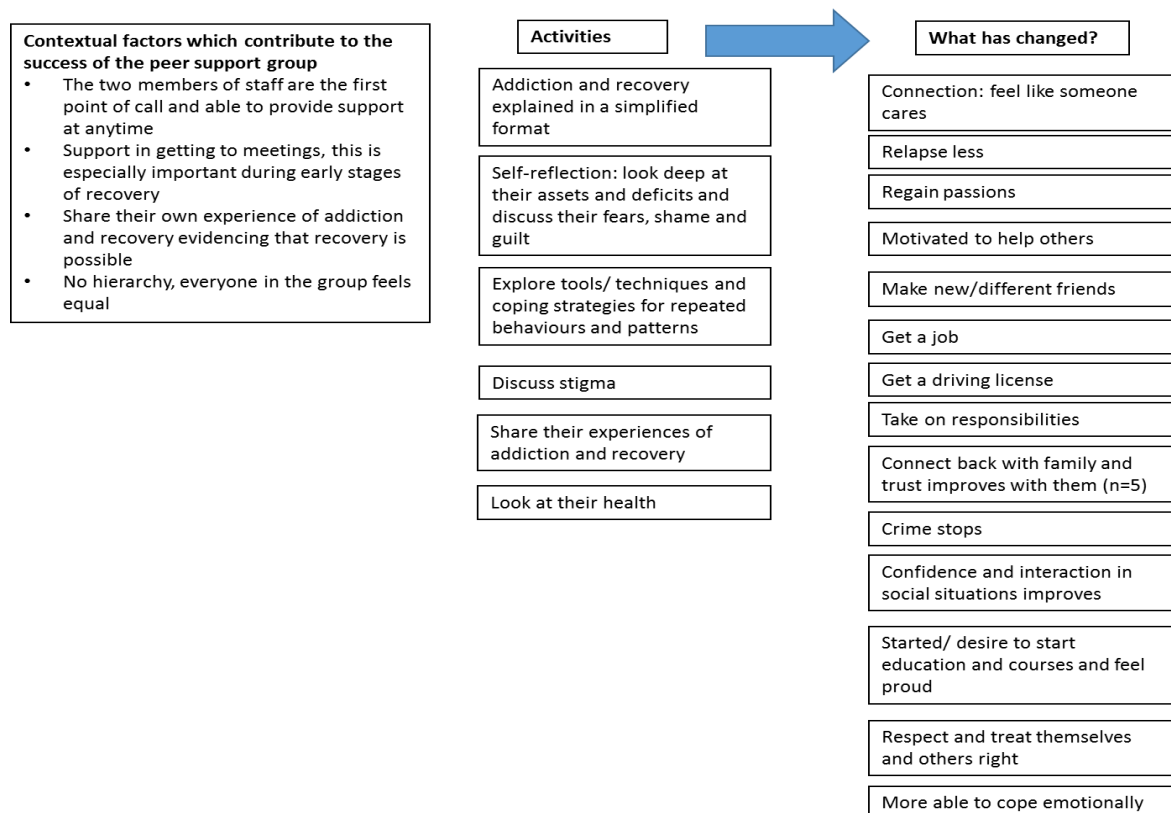 Contextual factors which contribute to the
success of the peer support group
• The two members of staff are the first
point of call and able to provide support
at anytime
• Support in getting to meetings, this is
especially important during early stages
of recovery
• Share their own experience of addiction
and recovery evidencing that recovery is
possible
• No hierarchy, everyone in the group feels
equal
Activities
Addiction and recovery
explained in a simplified
format
Self-reflection: look deep at
their assets and deficits and
discuss their fears, shame and
guilt
Explore tools/ techniques and
coping strategies for repeated
behaviours and patterns
Discuss stigma
Share their experiences of
addiction and recovery
Look at their health
What has changed?
Connection: feel like someone
cares
Relapse less
Regain passions
Motivated to help others
Make new/different friends
Get a job
Get a driving license
Take on responsibilities
Connect back with family and
trust improves with them (n=5)
Crime stops
Confidence and interaction in
social situations improves
Started/ desire to start
education and courses and feel
proud
Respect and treat themselves
and others right
More able to cope emotionally